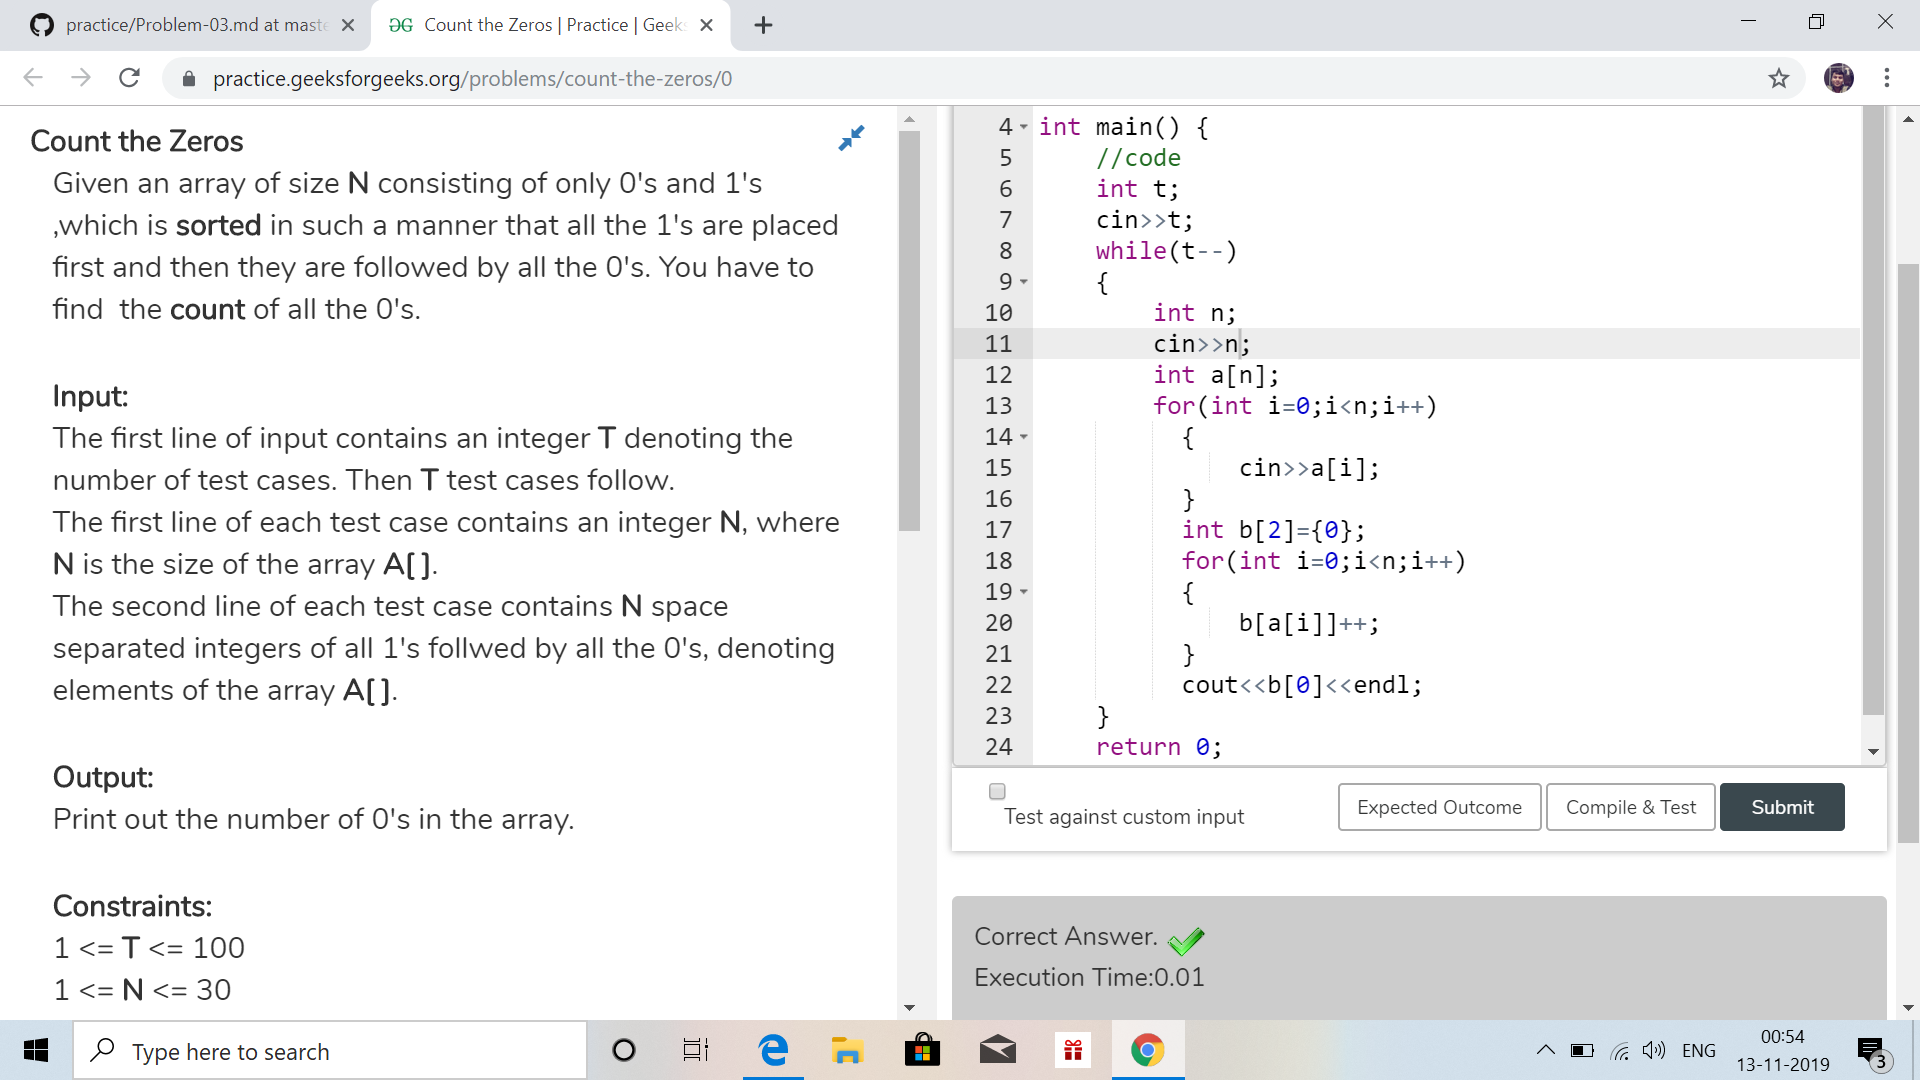 practice/Problem-03.md at maste
Count the Zeros | Practice | Geeks
practice.geeksforgeeks.org/problems/count-the-zeros/0
Count the Zeros
Given an array of size N consisting of only 0's and 1's
,which is sorted in such a manner that all the 1's are placed
first and then they are followed by all the 0's. You have to
find  the count of all the 0's.
Input:
The first line of input contains an integer T denoting the
number of test cases. Then T test cases follow.
The first line of each test case contains an integer N, where
N is the size of the array A[].
The second line of each test case contains N space
separated integers of all 1's follwed by all the 0's, denoting
elements of the array A[].
Output:
Print out the number of 0's in the array.
Constraints:
1 <= T <= 100
1 <= N <= 30
4 int main() {
5 //code
6 int t;
7 cin>>t;
8 while(t--)
9 {
10 int n;
11 cin>>n;
12 int a[n];
13 for(int i=0;i<n;i++)
14 {
15 cin>>a[i];
16 }
17 int b[2]={0};
18 for(int i=0;i<n;i++)
19 {
20 b[a[i]]++;
21 }
22 cout<<b[0]<<endl;
23 }
24 return 0;
Test against custom input
Expected Outcome
Compile & Test
Submit
Correct Answer.
Execution Time:0.01
Type here to search
ENG
00:54
13-11-2019
3